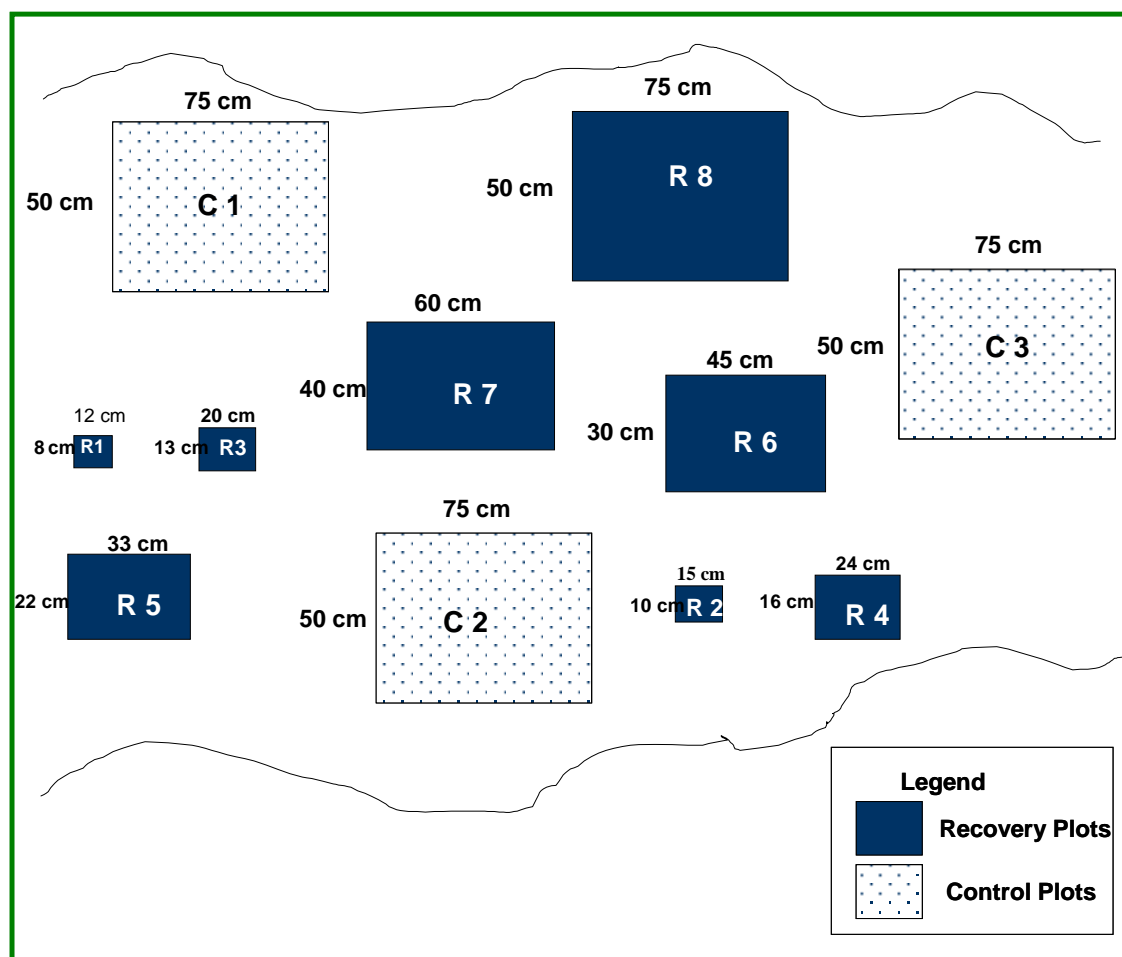 75 cm
75 cm
50 cm
C 1
50 cm
R 8
75 cm
60 cm
50 cm
C 3
45 cm
40 cm
R 7
30 cm
R 6
12 cm
20 cm
8 cm
R1
13 cm
R3
75 cm
33 cm
15 cm
24 cm
22 cm
R 5
50 cm
C 2
10 cm
R 2
16 cm
R 4
Legend
Recovery Plots
Control Plots